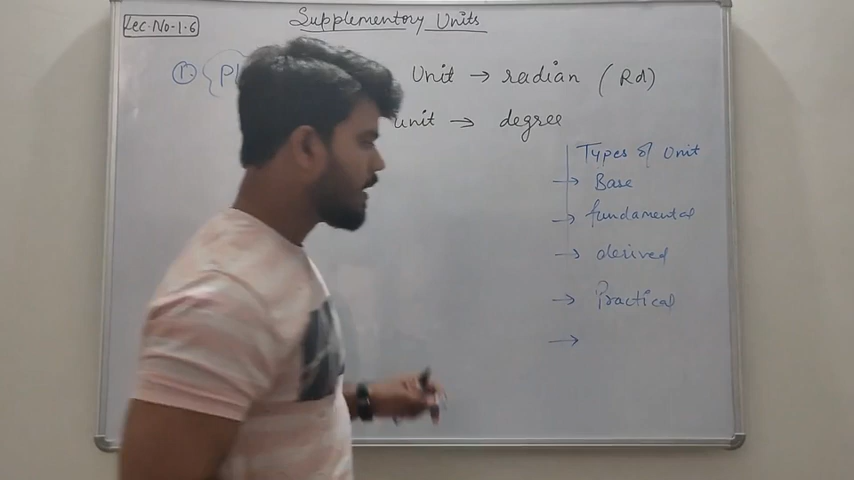 Lec-No-1.6
Supplementory Units
1. Unit → radian (Rd)
unit → degree
Types of Unit
→ Base
→ fundamental
→ derived
→ Practical
→